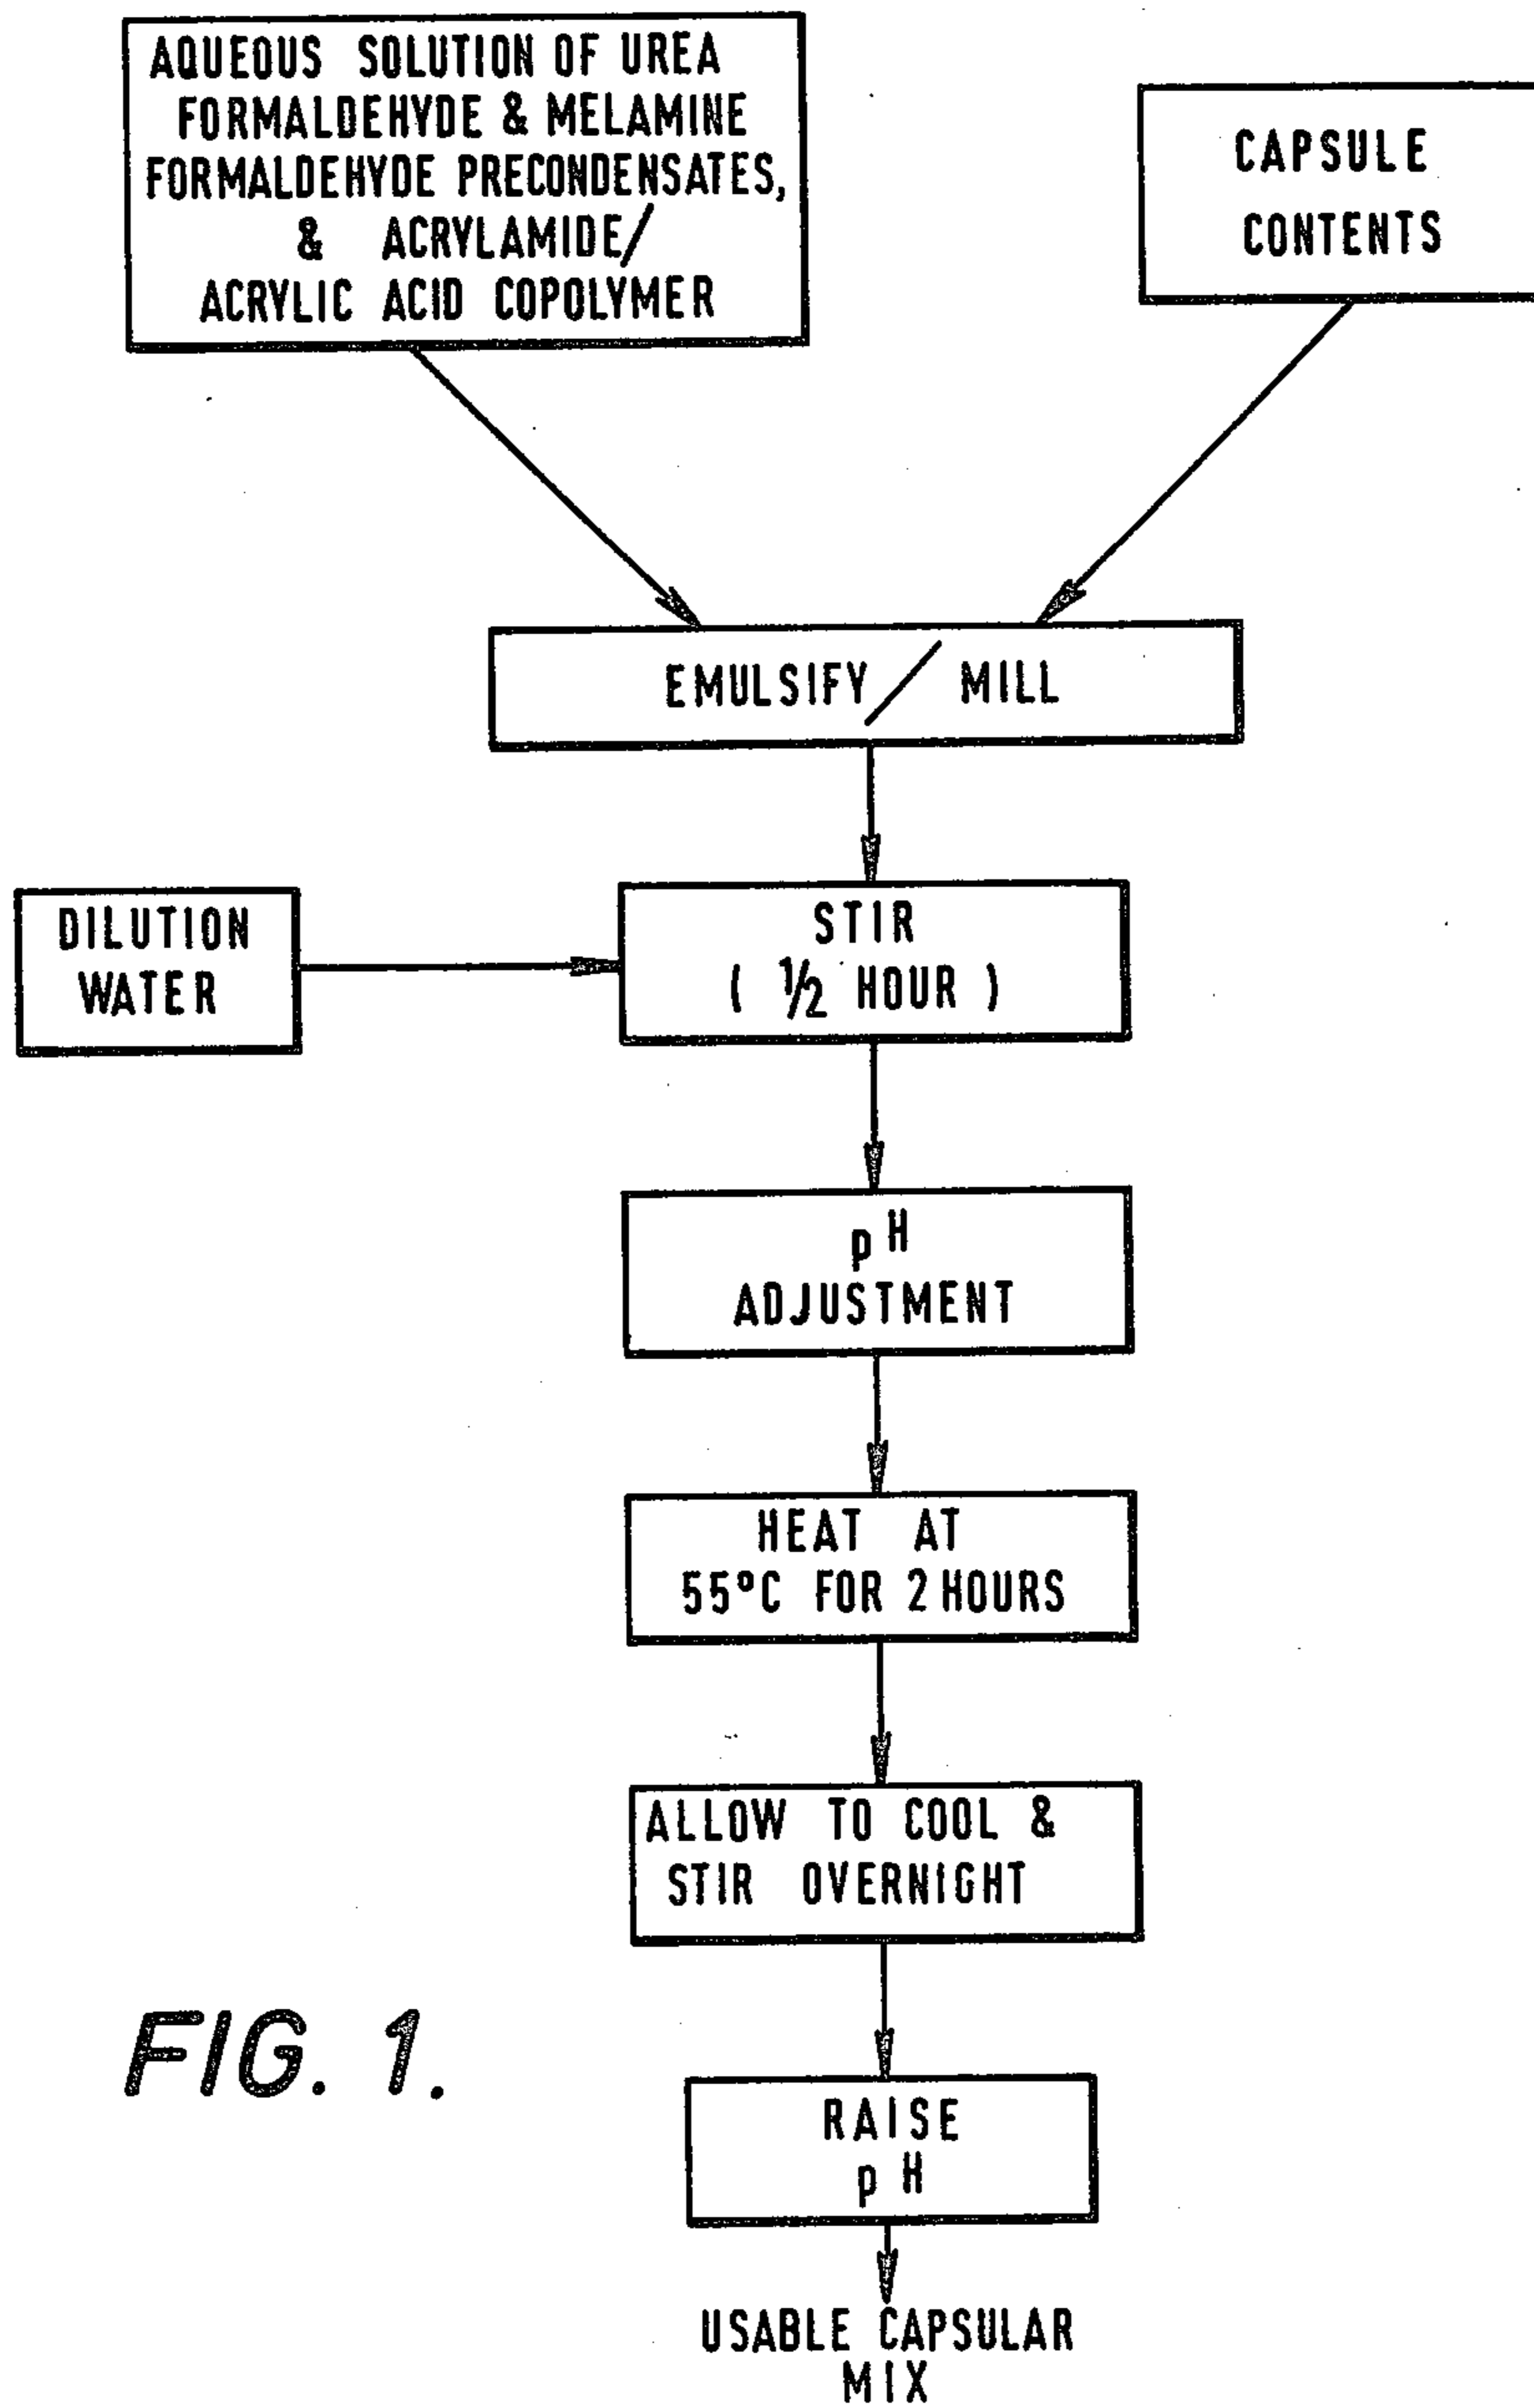 AQUEOUS SOLUTION OF UREA
FORMALDEHYDE & MELAMINE
FORMALDEHYDE PRECONDENSATES,
& ACRYLAMIDE/
ACRYLIC ACID COPOLYMER
CAPSULE
CONTENTS
EMULSIFY / MILL
DILUTION
WATER
STIR
( ½ HOUR )
pH
ADJUSTMENT
HEAT AT
55°C FOR 2 HOURS
ALLOW TO COOL &
STIR OVERNIGHT
FIG. 1.
RAISE
pH
USABLE CAPSULAR
MIX